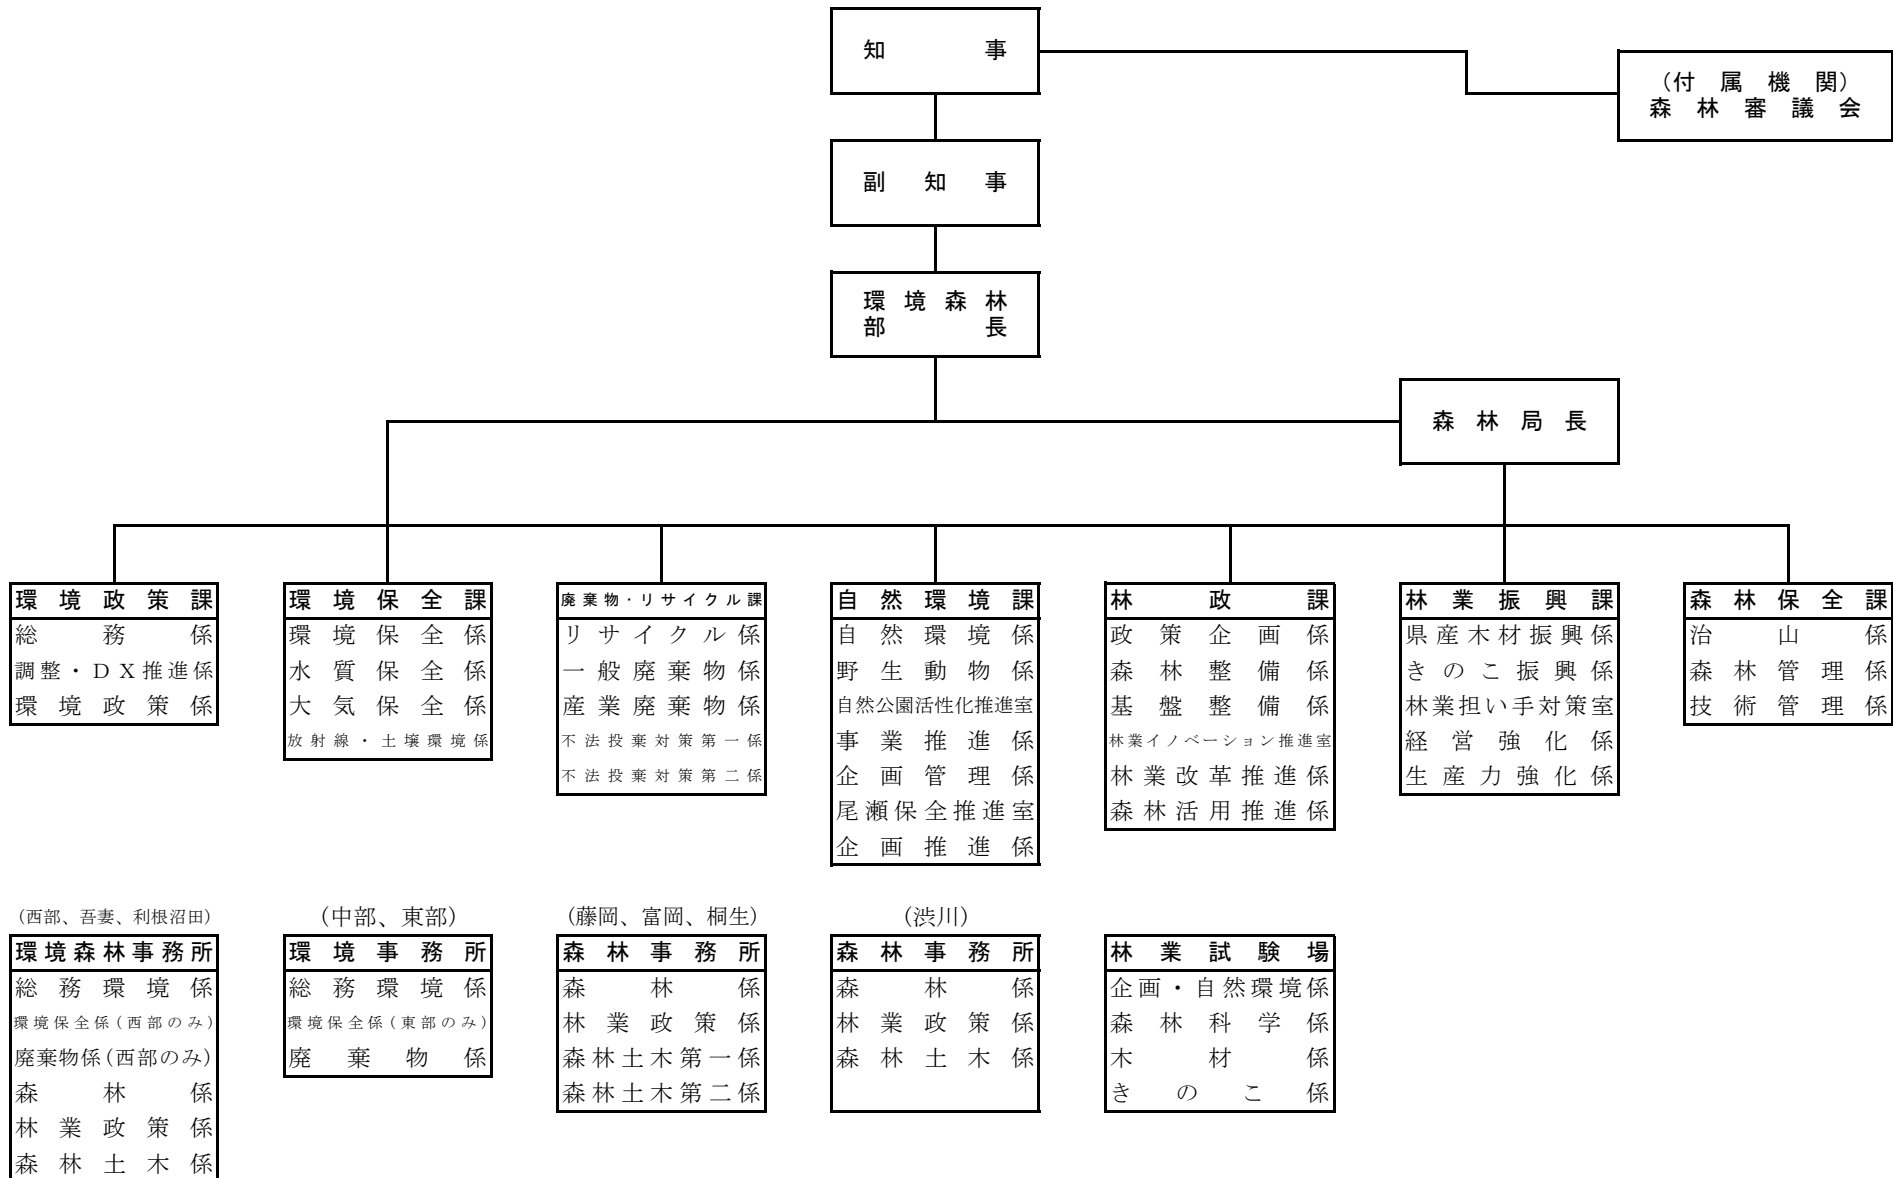 知事
（付属機関）
森林審議会
副知事
環境森林
部長
森林局長
環境政策課
総務係
調整・ＤＸ推進係
環境政策係
環境保全課
環境保全係
水質保全係
大気保全係
放射線・土壌環境係
廃棄物・リサイクル課
リサイクル係
一般廃棄物係
産業廃棄物係
不法投棄対策第一係
不法投棄対策第二係
自然環境課
自然環境係
野生動物係
自然公園活性化推進室
事業推進係
企画管理係
尾瀬保全推進室
企画推進係
林政課
政策企画係
森林整備係
基盤整備係
林業イノベーション推進室
林業改革推進係
森林活用推進係
林業振興課
県産木材振興係
きのこ振興係
林業担い手対策室
経営強化係
生産力強化係
森林保全課
治山係
森林管理係
技術管理係
（西部、吾妻、利根沼田）
環境森林事務所
総務環境係
環境保全係（西部のみ）
廃棄物係（西部のみ）
森林係
林業政策係
森林土木係
（中部、東部）
環境事務所
総務環境係
環境保全係（東部のみ）
廃棄物係
（藤岡、富岡、桐生）
森林事務所
森林係
林業政策係
森林土木第一係
森林土木第二係
（渋川）
森林事務所
森林係
林業政策係
森林土木係
林業試験場
企画・自然環境係
森林科学係
木材係
きのこ係